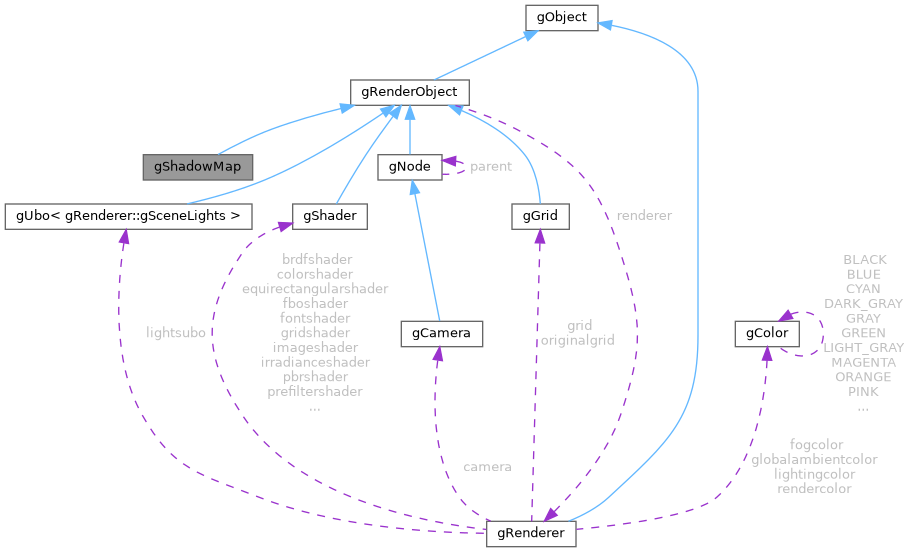 gObject
gRenderObject
gShadowMap
gNode
parent
gUbo< gRenderer::gSceneLights >
gShader
gGrid
renderer
brdfshader
colorshader
equirectangularshader
fboshader
fontshader
gridshader
imageshader
irradianceshader
pbrshader
prefiltershader
...
lightsubo
grid
originalgrid
gCamera
gColor
BLACK
BLUE
CYAN
DARK_GRAY
GRAY
GREEN
LIGHT_GRAY
MAGENTA
ORANGE
PINK
...
camera
fogcolor
globalambientcolor
lightingcolor
rendercolor
gRenderer